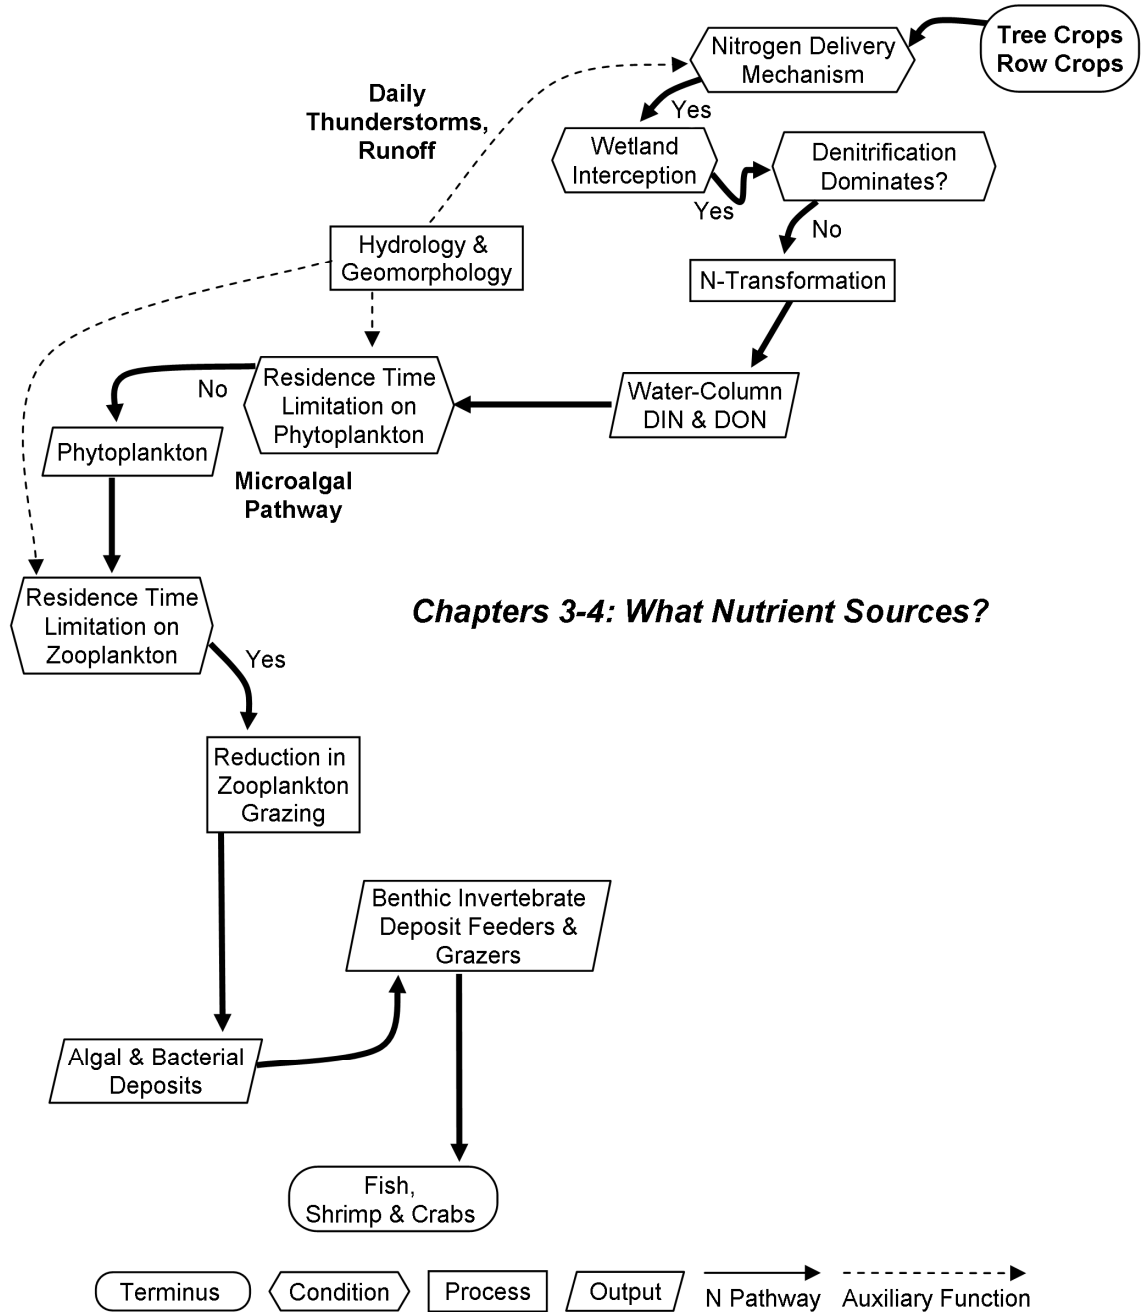 Tree Crops
Row Crops
Nitrogen Delivery
Mechanism
Daily
Thunderstorms,
Runoff
Yes
Wetland
Interception
Denitrification
Dominates?
Yes
No
Hydrology &
Geomorphology
N-Transformation
Residence Time
Limitation on
Phytoplankton
Water-Column
DIN & DON
No
Phytoplankton
Microalgal
Pathway
Residence Time
Limitation on
Zooplankton
Chapters 3-4: What Nutrient Sources?
Yes
Reduction in
Zooplankton
Grazing
Benthic Invertebrate
Deposit Feeders &
Grazers
Algal & Bacterial
Deposits
Fish,
Shrimp & Crabs
Terminus
Condition
Process
Output
N Pathway
Auxiliary Function